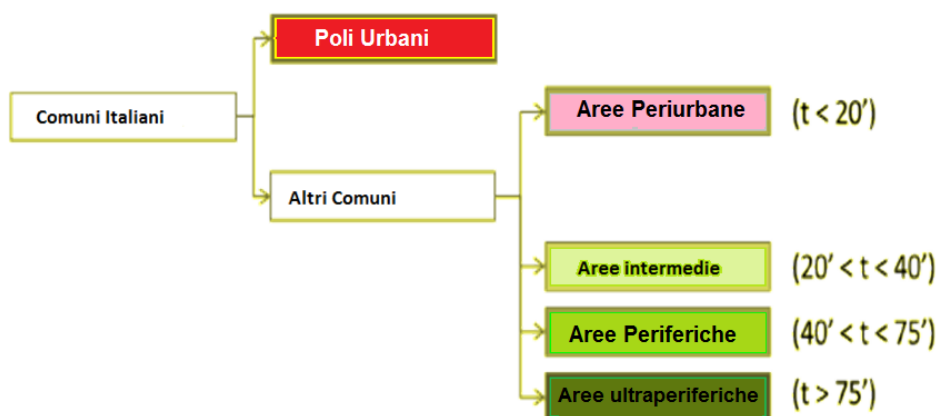 Poli Urbani
Comuni Italiani
Altri Comuni
Aree Periurbane (t < 20')
Aree intermedie (20' < t < 40')
Aree Periferiche (40' < t < 75')
Aree ultraperiferiche (t > 75')